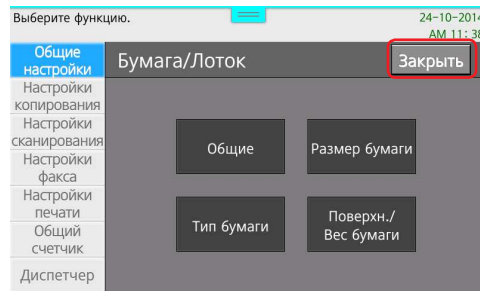 Выберите функцию.
24-10-2014
AM 11:38
Общие
настройки
Бумага/Лоток
Закрыть
Настройки
копирования
Настройки
сканирования
Настройки
факса
Настройки
печати
Общий
счетчик
Диспетчер
Общие
Размер бумаги
Тип бумаги
Поверхн./
Вес бумаги